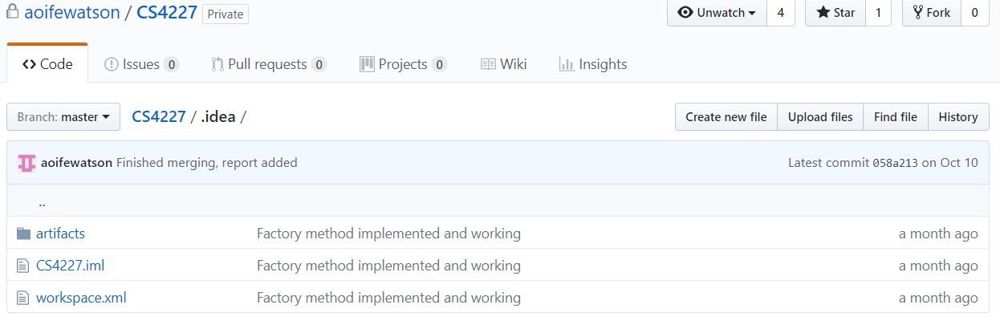 aoifewatson / CS4227 Private Unwatch 4 Star 1 Fork 0
Code Issues 0 Pull requests 0 Projects 0 Wiki Insights
Branch: master CS4227 / .idea / Create new file Upload files Find file History
aoifewatson Finished merging, report added Latest commit 058a213 on Oct 10
..
artifacts Factory method implemented and working a month ago
CS4227.iml Factory method implemented and working a month ago
workspace.xml Factory method implemented and working a month ago